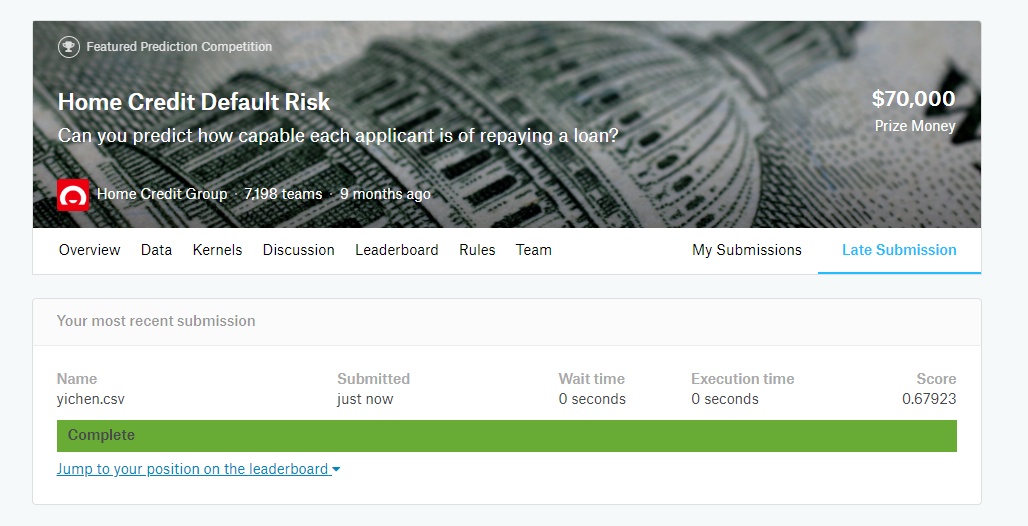 Featured Prediction Competition
Home Credit Default Risk
Can you predict how capable each applicant is of repaying a loan?
$70,000
Prize Money
Home Credit Group · 7,198 teams · 9 months ago
Overview Data Kernels Discussion Leaderboard Rules Team My Submissions Late Submission
Your most recent submission
Name Submitted Wait time Execution time Score
yichen.csv just now 0 seconds 0 seconds 0.67923
Complete
Jump to your position on the leaderboard